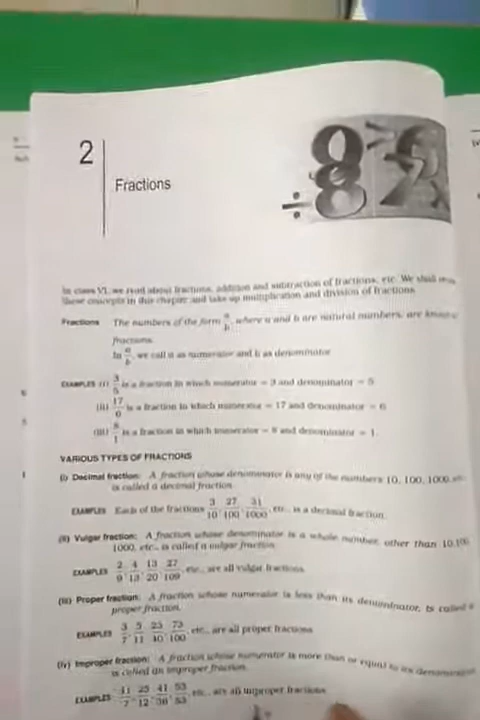 2
Fractions
In class VI, we read about fractions, addition and subtraction of fractions, etc. We shall
these concepts in this chapter and take up multiplication and division of fractions.
Fractions The numbers of the form a/b, where a and b are natural numbers, are known
fractions.
In a/b, we call a as numerator and b as denominator
EXAMPLES (i) 3/5 is a fraction in which numerator = 3 and denominator = 5
(ii) 17/6 is a fraction in which numerator = 17 and denominator = 6
(iii) 8/1 is a fraction in which numerator = 8 and denominator = 1.
VARIOUS TYPES OF FRACTIONS
(i) Decimal fraction: A fraction whose denominator is any of the numbers 10, 100, 1000, etc.
is called a decimal fraction.
EXAMPLES Each of the fractions 3/10, 27/100, 31/1000, etc., is a decimal fraction.
(ii) Vulgar fraction: A fraction whose denominator is a whole number, other than 10, 100
1000, etc., is called a vulgar fraction.
EXAMPLES 2/9, 4/13, 13/20, 27/109, etc., are all vulgar fractions.
(iii) Proper fraction: A fraction whose numerator is less than its denominator, is called a
proper fraction.
EXAMPLES 3/7, 5/11, 23/40, 73/100, etc., are all proper fractions
(iv) Improper fraction: A fraction whose numerator is more than or equal to its denominator
is called an improper fraction.
EXAMPLES 11/7, 25/12, 41/36, 53/53, etc., are all improper fractions